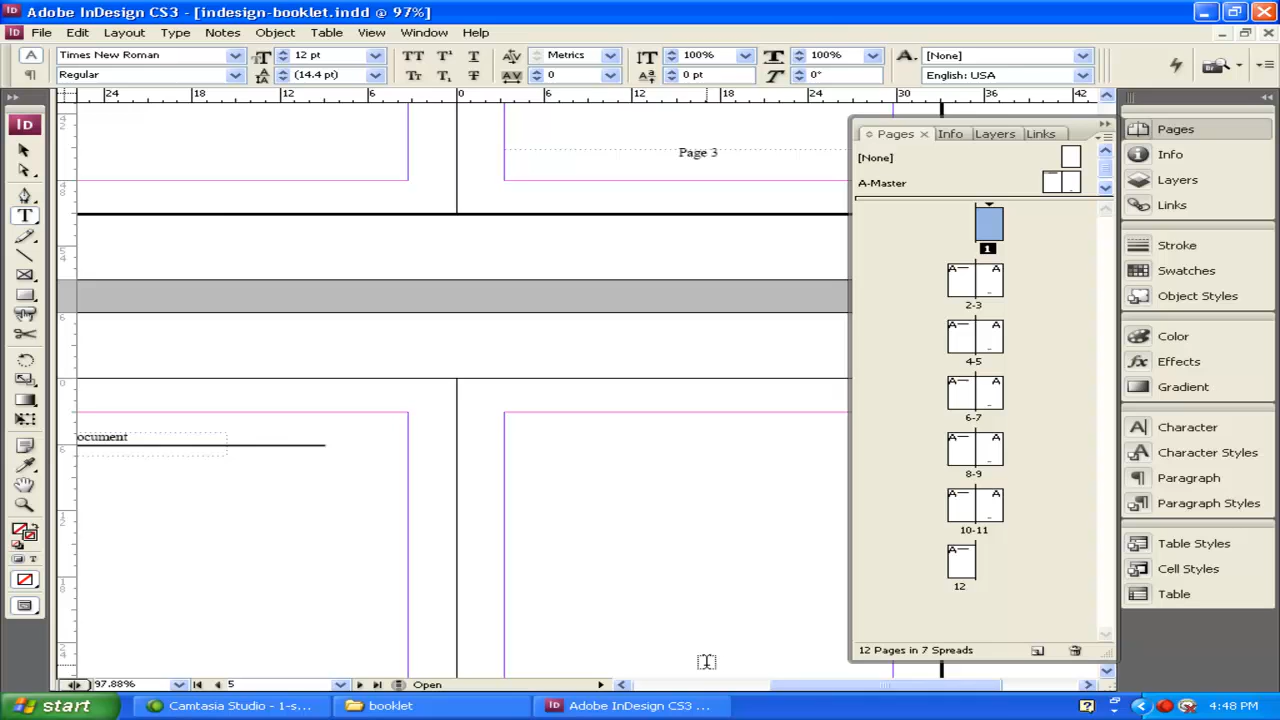 Adobe InDesign CS3 - [indesign-booklet.indd @ 97%]
File Edit Layout Type Notes Object Table View Window Help
Times New Roman 12 pt Metrics 100% 100% [None]
Regular (14.4 pt) 0 0 pt 0° English: USA
24 18 12 6 0 6 12 18 24 30 36 42
Page 3
ocument
Pages Info Layers Links
[None]
A-Master
1
A A
2-3
A A
4-5
A A
6-7
A A
8-9
A A
10-11
A
12
12 Pages in 7 Spreads
Pages
Info
Layers
Links
Stroke
Swatches
Object Styles
Color
Effects
Gradient
Character
Character Styles
Paragraph
Paragraph Styles
Table Styles
Cell Styles
Table
97.88% 5 Open
start Camtasia Studio - 1-s... booklet Adobe InDesign CS3 ... 4:48 PM